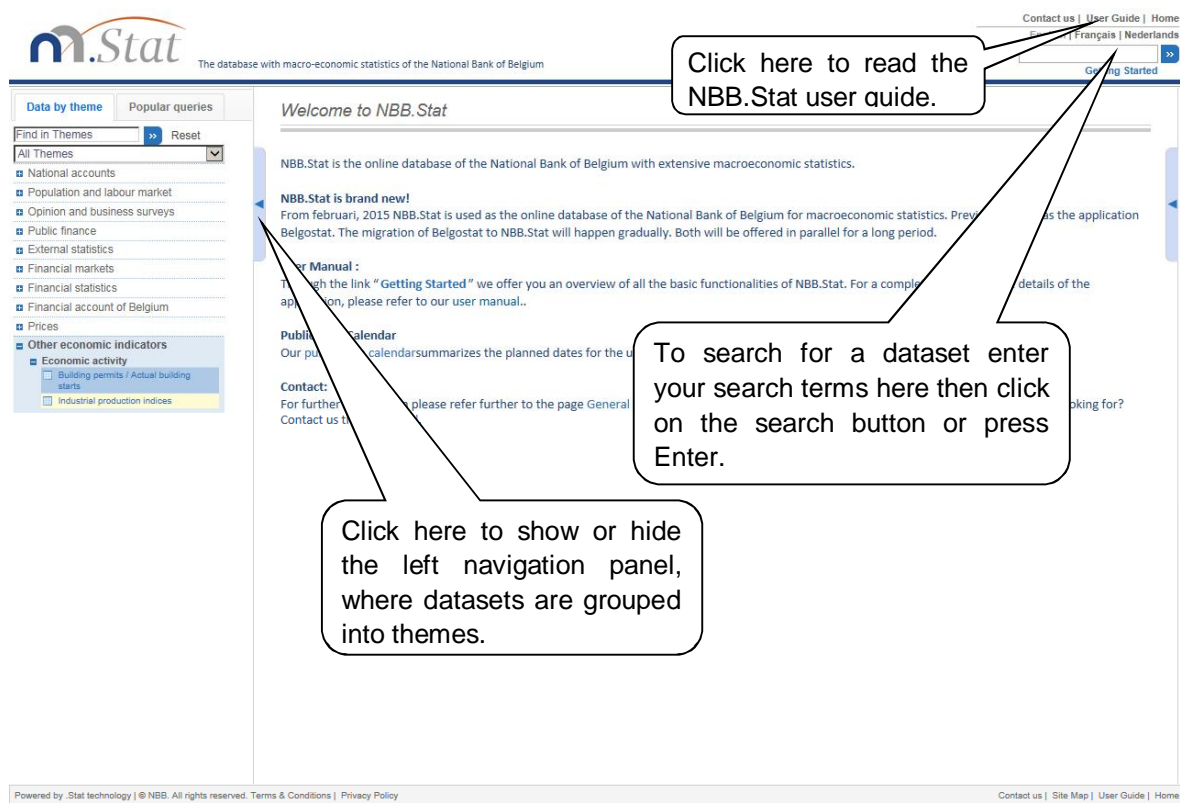 Contact us | User Guide | Home
Français | Nederlands
.Stat
The database with macro-economic statistics of the National Bank of Belgium
Getting Started
Click here to read the
NBB.Stat user guide.
Data by theme
Popular queries
Find in Themes
»
Reset
All Themes
National accounts
Population and labour market
Opinion and business surveys
Public finance
External statistics
Financial markets
Financial statistics
Financial account of Belgium
Prices
Other economic indicators
Economic activity
Building permits / Actual building
starts
Industrial production indices
Welcome to NBB.Stat
NBB.Stat is the online database of the National Bank of Belgium with extensive macroeconomic statistics.
NBB.Stat is brand new!
From februari, 2015 NBB.Stat is used as the online database of the National Bank of Belgium for macroeconomic statistics. as the application
Belgostat. The migration of Belgostat to NBB.Stat will happen gradually. Both will be offered in parallel for a long period.
Manual :
the link “Getting Started” we offer you an overview of all the basic functionalities of NBB.Stat. For a details of the
please refer to our user manual..
Calendar
Our calendarsummarizes the planned dates for the
Contact:
For further please refer further to the page General for?
Contact us
To search for a dataset enter
your search terms here then click
on the search button or press
Enter.
Click here to show or hide
the left navigation panel,
where datasets are grouped
into themes.
Powered by .Stat technology | © NBB. All rights reserved. Terms & Conditions | Privacy Policy
Contact us | Site Map | User Guide | Home